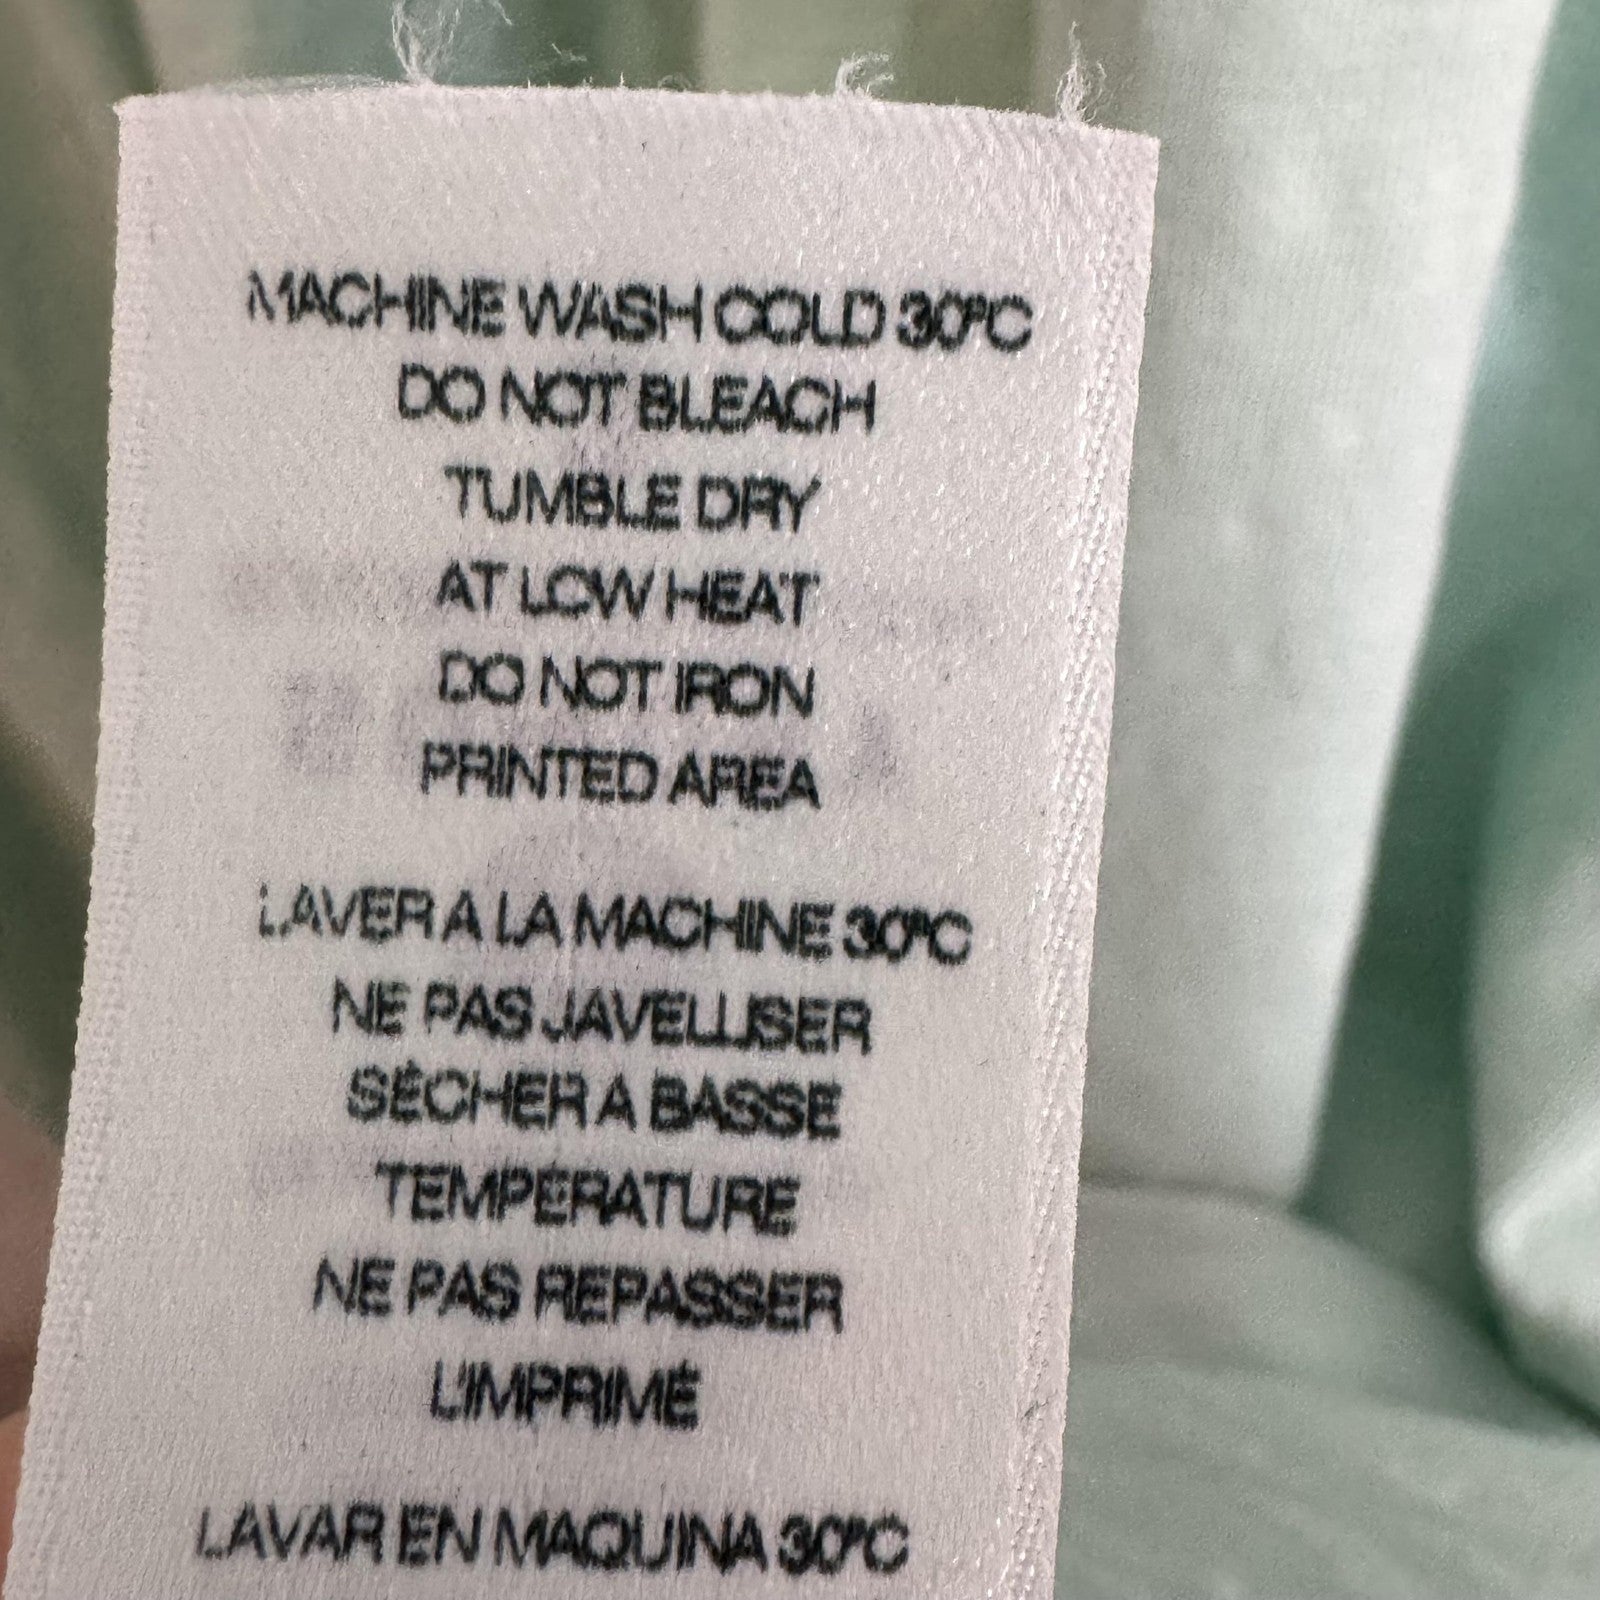 MACHINE WASH COLD 30°C
DO NOT BLEACH
TUMBLE DRY
AT LOW HEAT
DO NOT IRON
PRINTED AREA
LAVER A LA MACHINE 30°C
NE PAS JAVELLISER
SÉCHER A BASSE
TEMPÉRATURE
NE PAS REPASSER
L'IMPRIMÉ
LAVAR EN MAQUINA 30°C